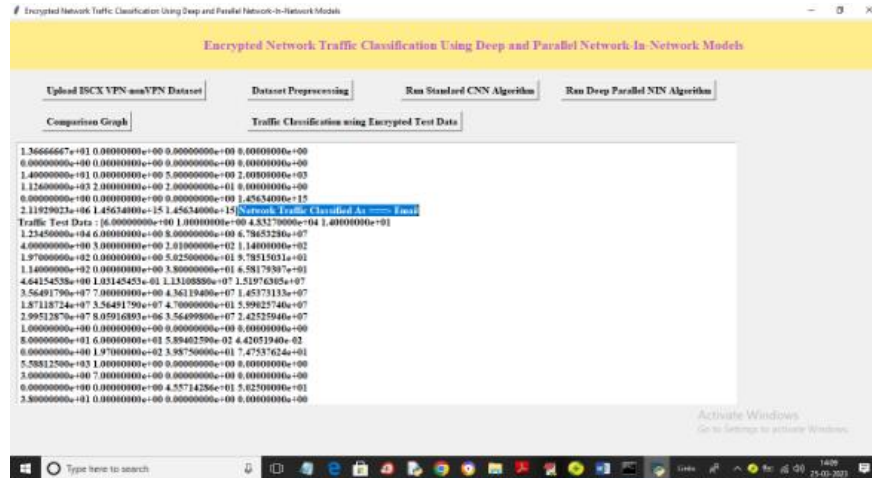 Encrypted Network Traffic Classification Using Deep and Parallel Network-In-Network Models
Encrypted Network Traffic Classification Using Deep and Parallel Network-In-Network Models
Upload ISCX VPN-nonVPN Dataset Dataset Preprocessing Run Standard CNN Algorithm Run Deep Parallel NIN Algorithm
Comparison Graph Traffic Classification using Encrypted Test Data
1.36666667e+01 0.00000000e+00 0.00000000e+00 0.00000000e+00
0.00000000e+00 0.00000000e+00 0.00000000e+00 0.00000000e+00
1.40000000e+01 0.00000000e+00 5.00000000e+00 2.00800000e+03
1.12600000e+03 2.00000000e+00 2.00000000e+01 0.00000000e+00
0.00000000e+00 0.00000000e+00 0.00000000e+00 1.45634000e+15
2.11929023e+06 1.45634000e+15 1.45634000e+15]Network Traffic Classified As ===> Email
Traffic Test Data : [6.00000000e+00 1.00000000e+00 4.83270000e+04 1.40000000e+01
1.23450000e+04 6.00000000e+00 8.00000000e+00 6.78653280e+07
4.00000000e+00 3.00000000e+00 2.01000000e+02 1.14000000e+02
1.97000000e+02 0.00000000e+00 5.02500000e+01 9.78515031e+01
1.14000000e+02 0.00000000e+00 3.80000000e+01 6.58179307e+01
4.64154538e+00 1.03145453e-01 1.13108880e+07 1.51976305e+07
3.56491790e+07 7.00000000e+00 4.36119400e+07 1.45373133e+07
1.87118724e+07 3.56491790e+07 4.70000000e+01 5.99025740e+07
2.99512870e+07 8.05916893e+06 3.56499800e+07 2.42525940e+07
1.00000000e+00 0.00000000e+00 0.00000000e+00 0.00000000e+00
8.00000000e+01 6.00000000e+01 5.89402590e-02 4.42051940e-02
0.00000000e+00 1.97000000e+02 3.98750000e+01 7.47537624e+01
5.58812500e+03 1.00000000e+00 0.00000000e+00 0.00000000e+00
3.00000000e+00 7.00000000e+00 0.00000000e+00 0.00000000e+00
0.00000000e+00 0.00000000e+00 4.55714286e+01 5.02500000e+01
3.80000000e+01 0.00000000e+00 0.00000000e+00 0.00000000e+00
Activate Windows
Go to Settings to activate Windows.
Type here to search Links 14:09
25-03-2023